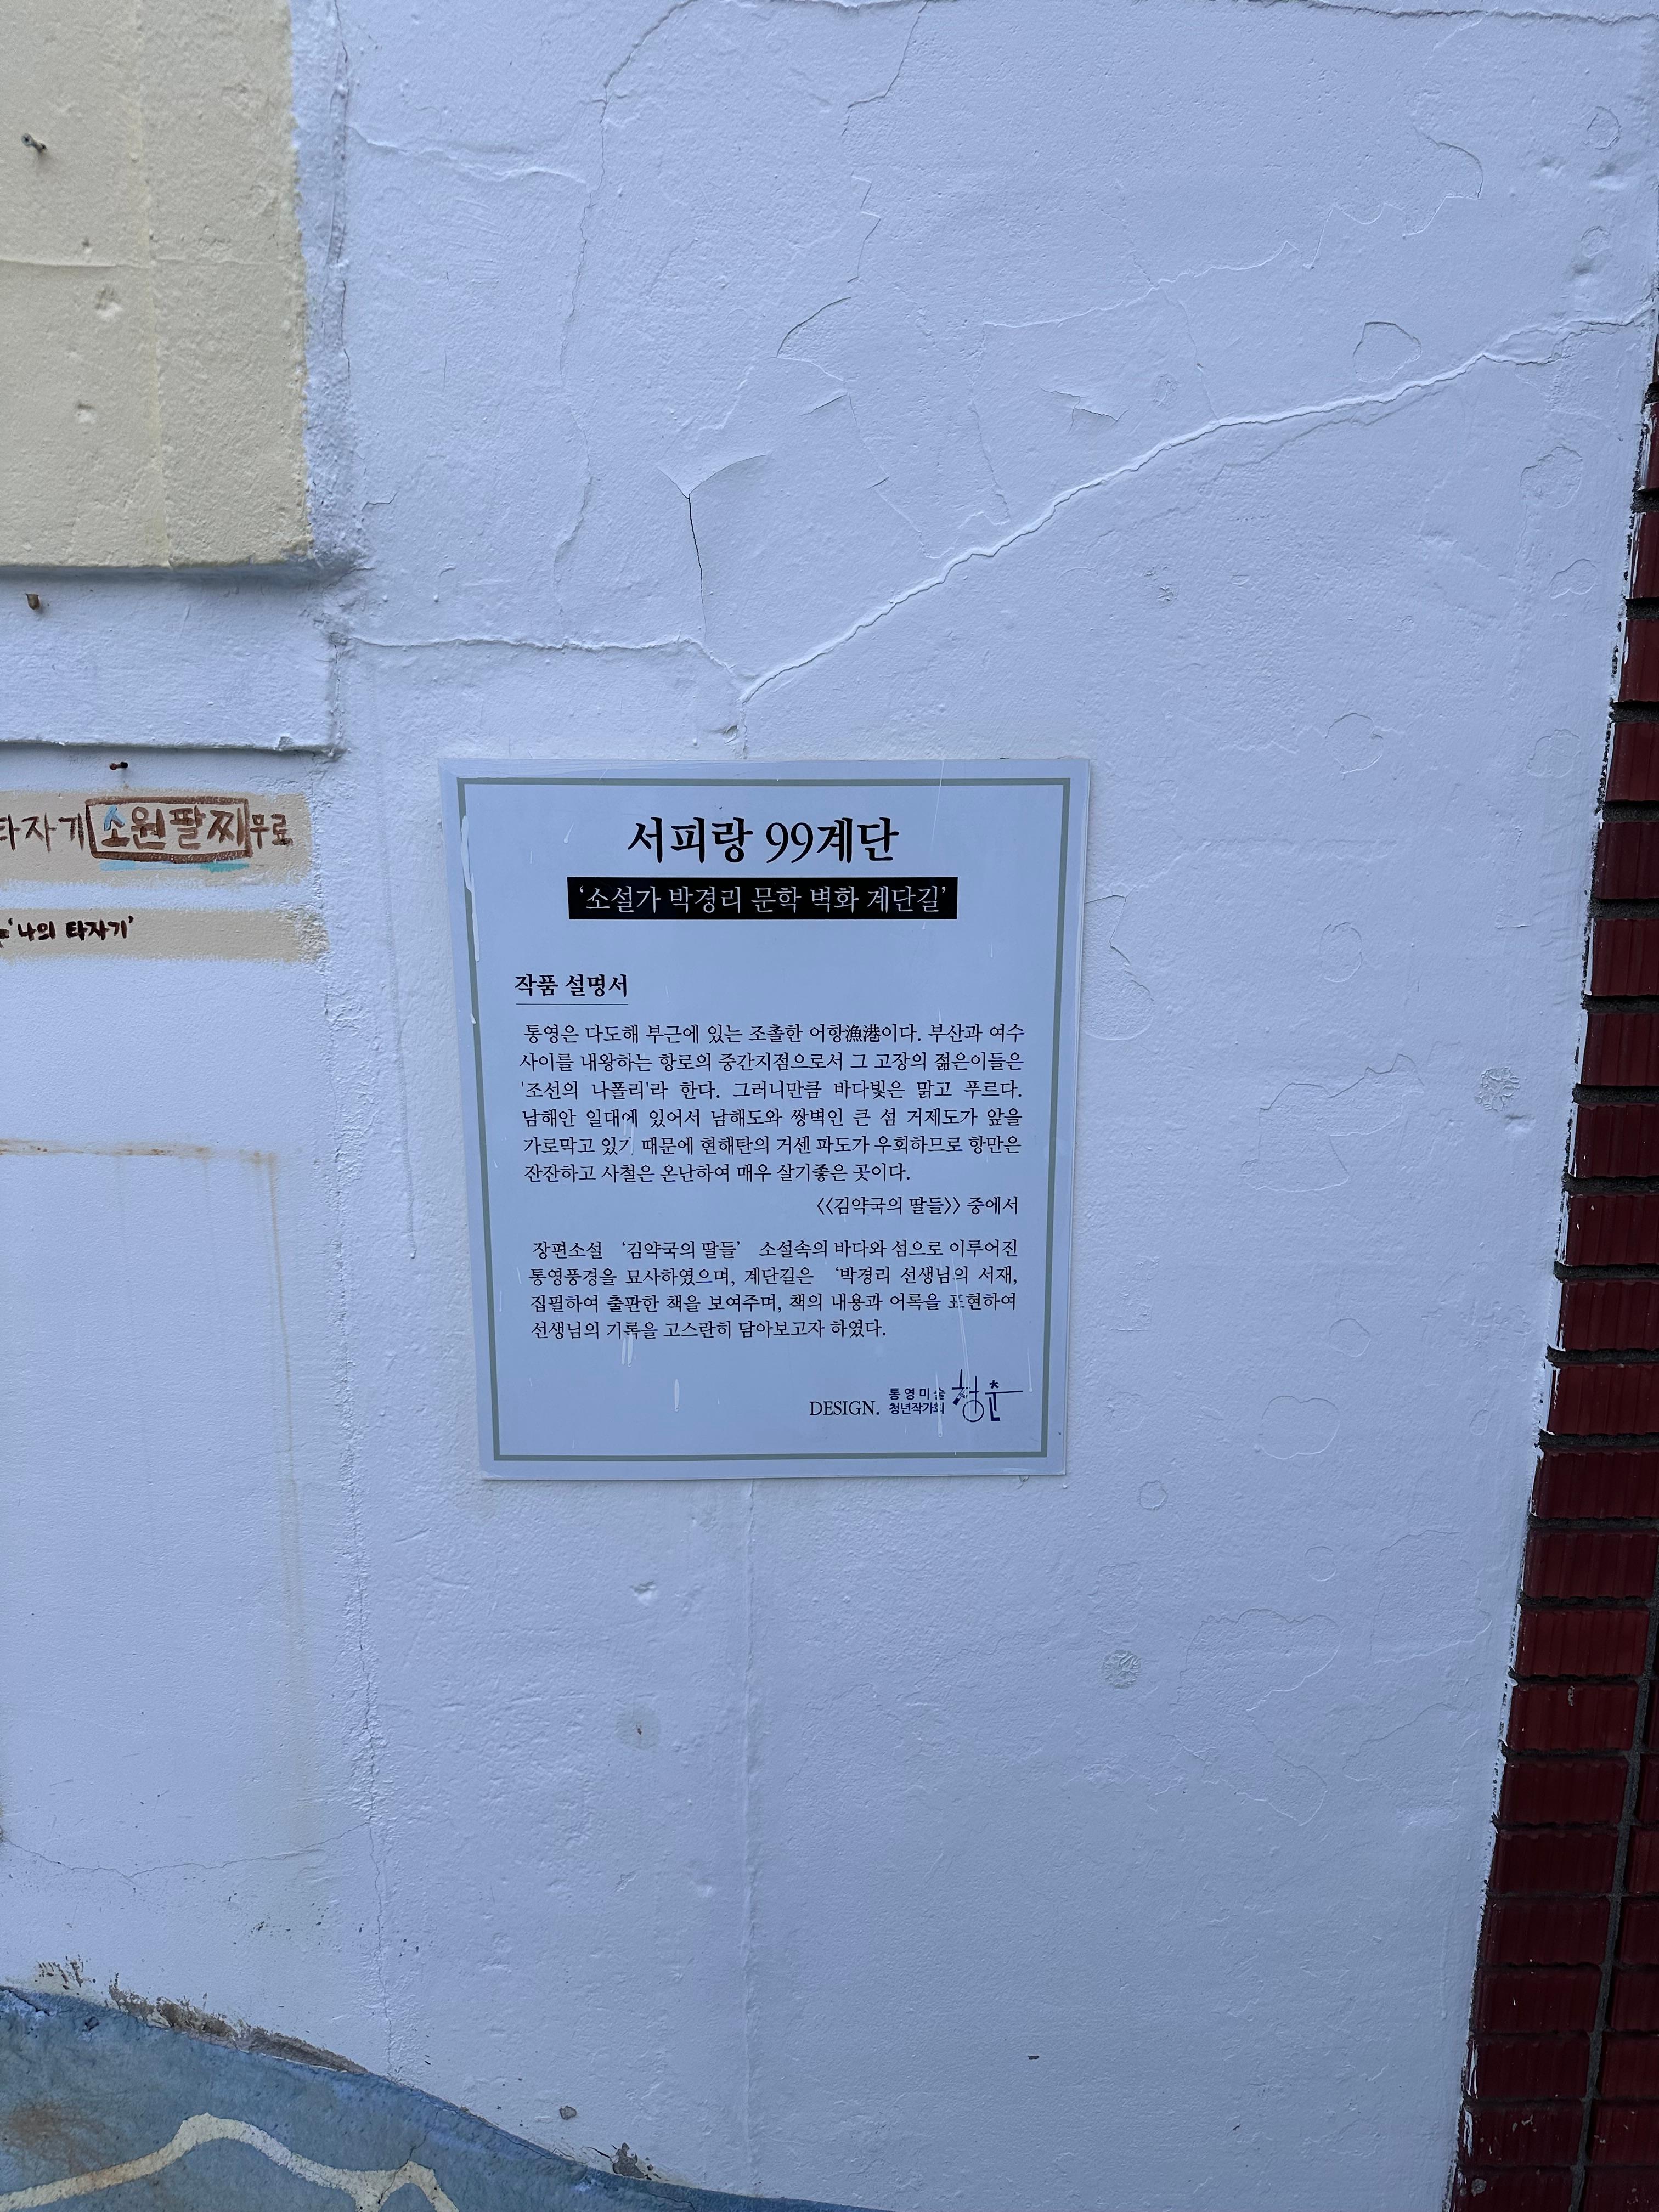 타자기 소원팔찌 무료
'나의 타자기'
서피랑 99계단
'소설가 박경리 문학 벽화 계단길'
작품 설명서
통영은 다도해 부근에 있는 조촐한 어항漁港이다. 부산과 여수
사이를 내왕하는 항로의 중간지점으로서 그 고장의 젊은이들은
'조선의 나폴리'라 한다. 그러니만큼 바다빛은 맑고 푸르다.
남해안 일대에 있어서 남해도와 쌍벽인 큰 섬 거제도가 앞을
가로막고 있기 때문에 현해탄의 거센 파도가 우회하므로 항만은
잔잔하고 사철은 온난하여 매우 살기좋은 곳이다.
<<김약국의 딸들>> 중에서
장편소설 '김약국의 딸들' 소설속의 바다와 섬으로 이루어진
통영풍경을 묘사하였으며, 계단길은 '박경리 선생님의 서재,
집필하여 출판한 책을 보여주며, 책의 내용과 어록을 표현하여
선생님의 기록을 고스란히 담아보고자 하였다.
DESIGN. 통영미술 청년작가회 청춘